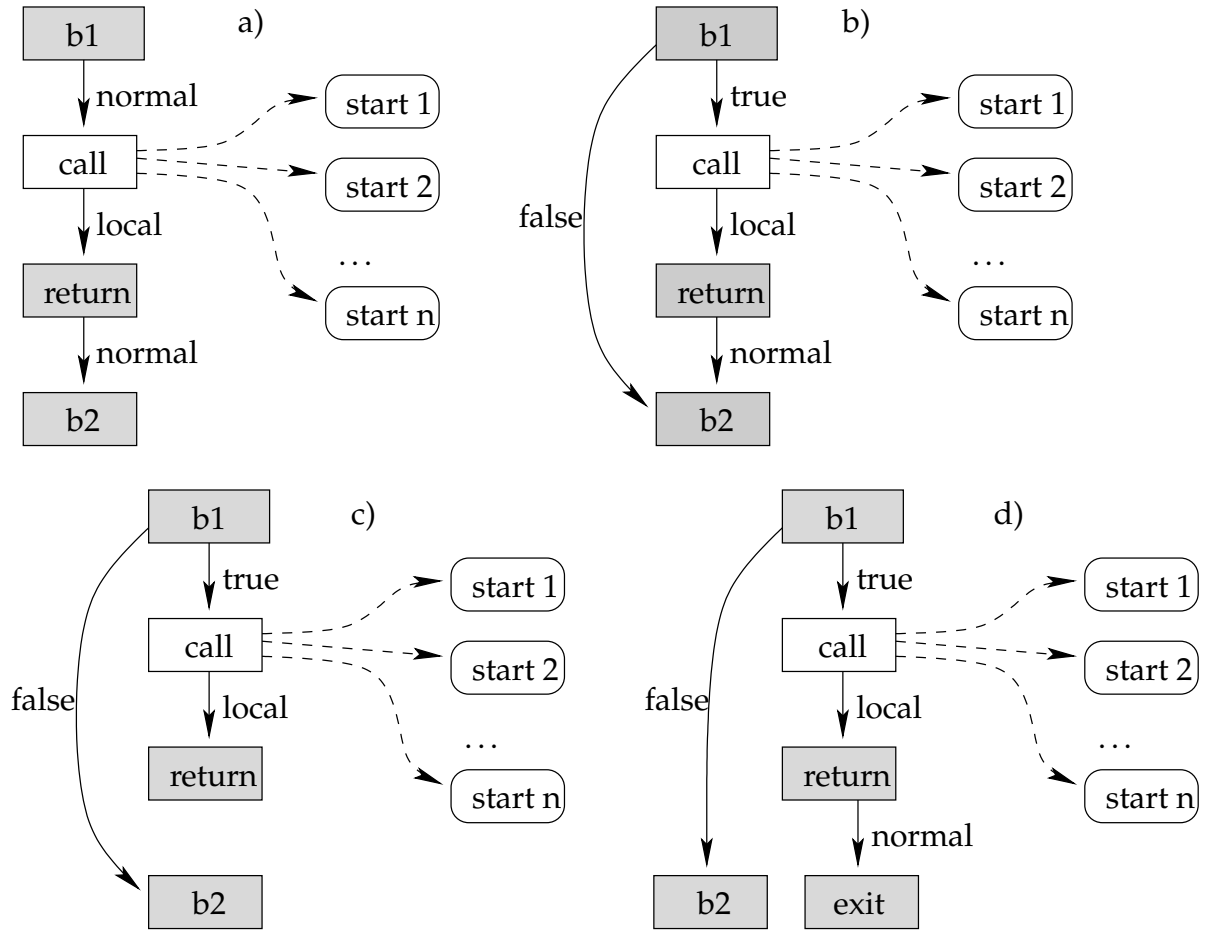 b1
a)
normal
start 1
call
start 2
local
...
return
start n
normal
b2
b1
b)
true
start 1
call
start 2
false
local
...
return
start n
normal
b2
b1
c)
true
start 1
call
start 2
false
local
...
return
start n
b2
b1
d)
true
start 1
call
start 2
false
local
...
return
start n
normal
b2
exit